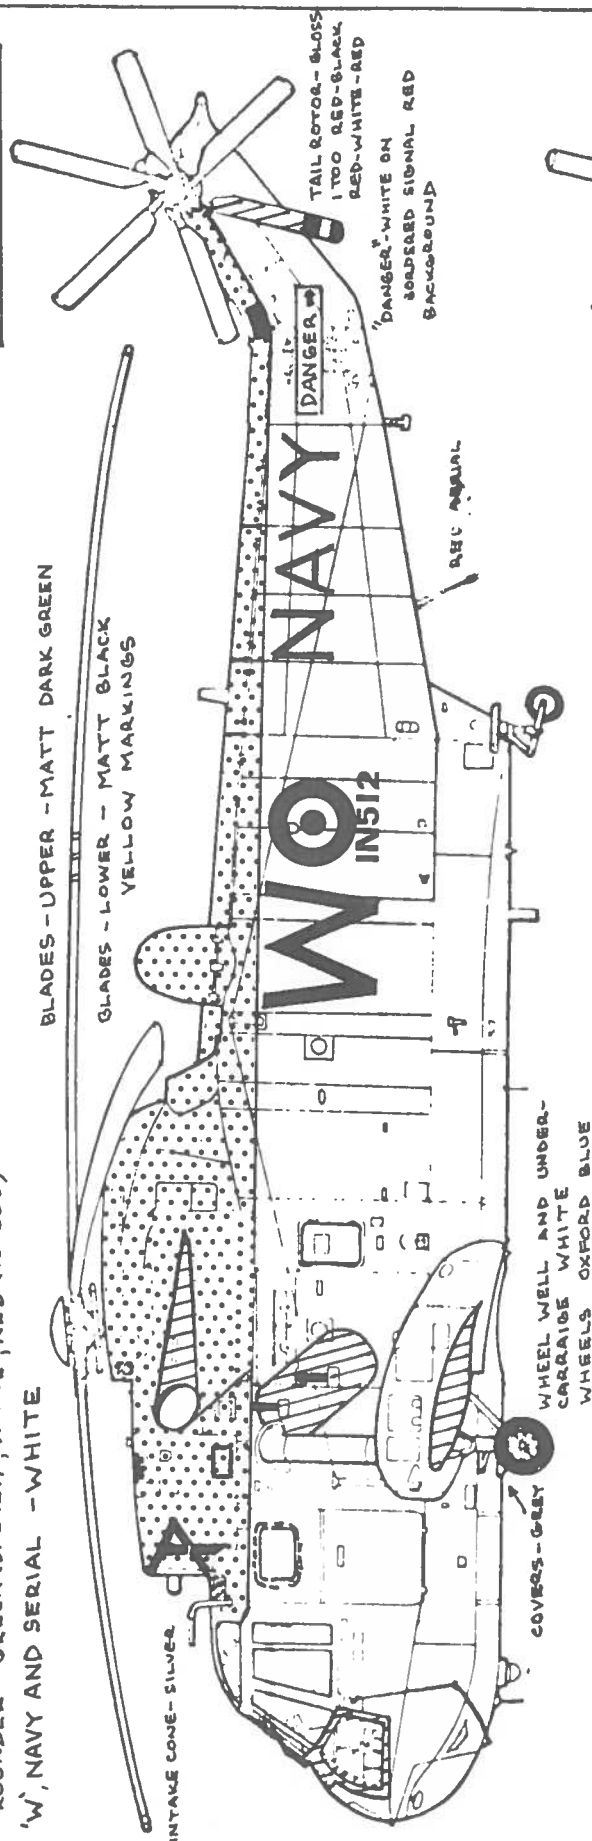 'W', NAVY AND SERIAL - WHITE
INTAKE CONE - SILVER
BLADES - UPPER - MATT DARK GREEN
BLADES - LOWER - MATT BLACK
YELLOW MARKINGS
TAIL ROTOR - GLOSS
RED - BLACK
RED - WHITE - RED
"DANGER" - WHITE ON
BORDERED SIGNAL RED
BACKGROUND
DANGER
NAVY
W
IN512
A
AERIAL
WHEEL WELL AND UNDER-
CARRAIGE WHITE
WHEELS OXFORD BLUE
COVERS - GREY